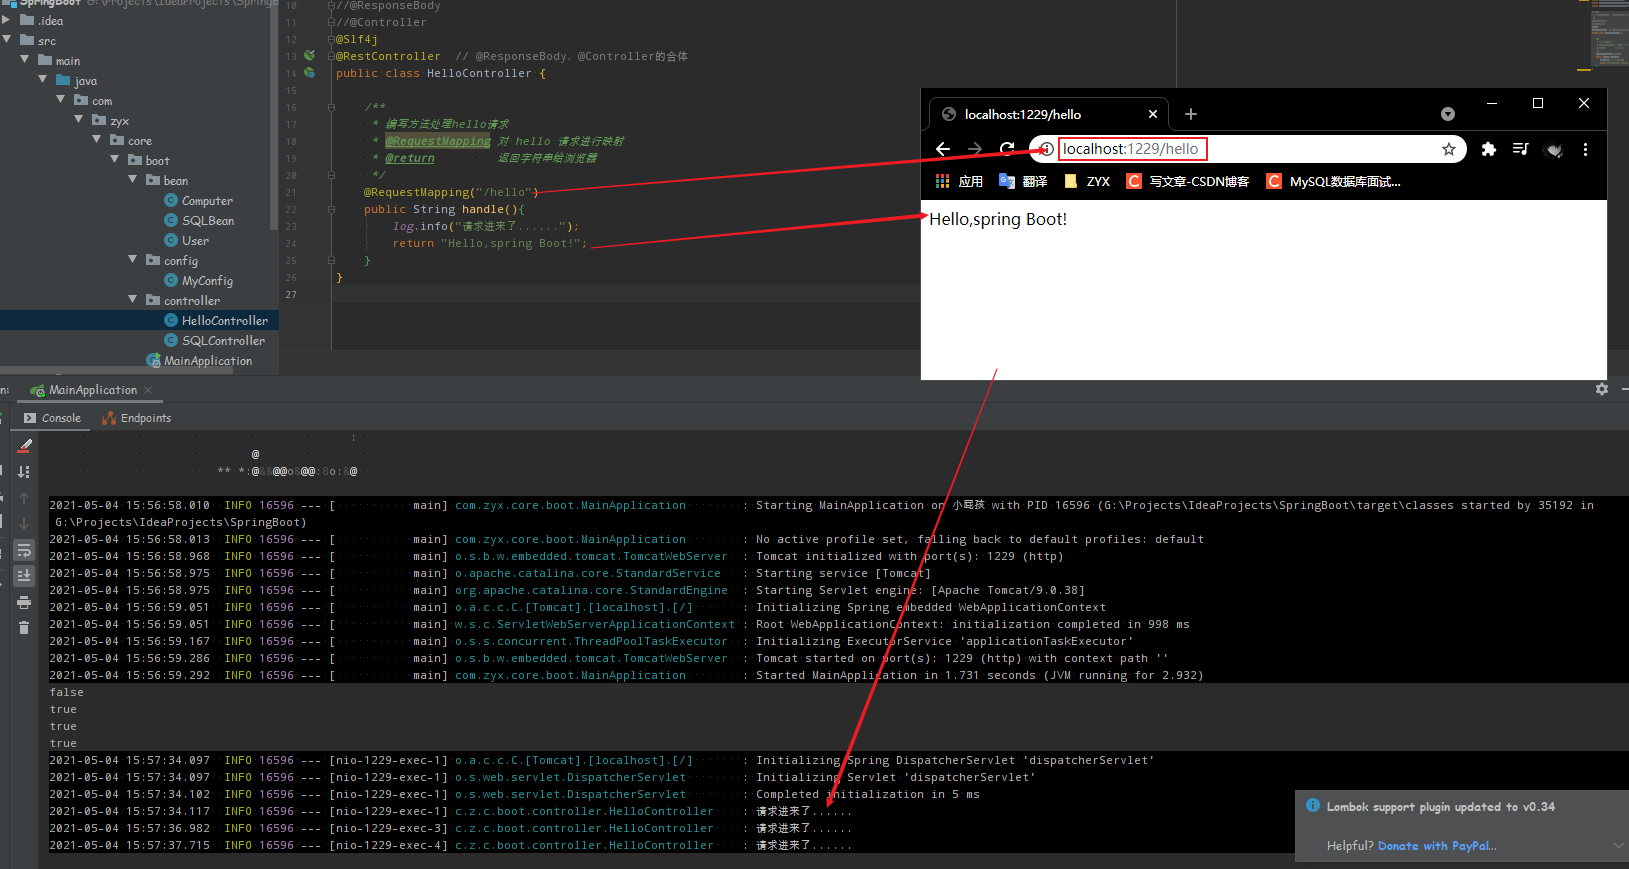 SpringBoot G:\Projects\IdeaProjects\Spring
.idea
src
main
java
com
zyx
core
boot
bean
Computer
SQLBean
User
config
MyConfig
controller
HelloController
SQLController
MainApplication
10 //@ResponseBody
11 //@Controller
12 @Slf4j
13 @RestController // @ResponseBody、@Controller的合体
14 public class HelloController {
15
16 /**
17 * 编写方法处理hello请求
18 * @RequestMapping 对 hello 请求进行映射
19 * @return 返回字符串给浏览器
20 */
21 @RequestMapping("/hello")
22 public String handle(){
23 log.info("请求进来了......");
24 return "Hello,spring Boot!";
25 }
26 }
27
localhost:1229/hello
localhost:1229/hello
应用 翻译 ZYX C 写文章-CSDN博客 C MySQL数据库面试...
Hello,spring Boot!
n: MainApplication
Console Endpoints
:
@
** *:@&&@@o&@@:8o:&@
2021-05-04 15:56:58.010 INFO 16596 --- [ main] com.zyx.core.boot.MainApplication : Starting MainApplication on 小屁孩 with PID 16596 (G:\Projects\IdeaProjects\SpringBoot\target\classes started by 35192 in
G:\Projects\IdeaProjects\SpringBoot)
2021-05-04 15:56:58.013 INFO 16596 --- [ main] com.zyx.core.boot.MainApplication : No active profile set, falling back to default profiles: default
2021-05-04 15:56:58.968 INFO 16596 --- [ main] o.s.b.w.embedded.tomcat.TomcatWebServer : Tomcat initialized with port(s): 1229 (http)
2021-05-04 15:56:58.975 INFO 16596 --- [ main] o.apache.catalina.core.StandardService : Starting service [Tomcat]
2021-05-04 15:56:58.975 INFO 16596 --- [ main] org.apache.catalina.core.StandardEngine : Starting Servlet engine: [Apache Tomcat/9.0.38]
2021-05-04 15:56:59.051 INFO 16596 --- [ main] o.a.c.c.C.[Tomcat].[localhost].[/] : Initializing Spring embedded WebApplicationContext
2021-05-04 15:56:59.051 INFO 16596 --- [ main] w.s.c.ServletWebServerApplicationContext : Root WebApplicationContext: initialization completed in 998 ms
2021-05-04 15:56:59.167 INFO 16596 --- [ main] o.s.s.concurrent.ThreadPoolTaskExecutor : Initializing ExecutorService 'applicationTaskExecutor'
2021-05-04 15:56:59.286 INFO 16596 --- [ main] o.s.b.w.embedded.tomcat.TomcatWebServer : Tomcat started on port(s): 1229 (http) with context path ''
2021-05-04 15:56:59.292 INFO 16596 --- [ main] com.zyx.core.boot.MainApplication : Started MainApplication in 1.731 seconds (JVM running for 2.932)
false
true
true
true
2021-05-04 15:57:34.097 INFO 16596 --- [nio-1229-exec-1] o.a.c.c.C.[Tomcat].[localhost].[/] : Initializing Spring DispatcherServlet 'dispatcherServlet'
2021-05-04 15:57:34.097 INFO 16596 --- [nio-1229-exec-1] o.s.web.servlet.DispatcherServlet : Initializing Servlet 'dispatcherServlet'
2021-05-04 15:57:34.102 INFO 16596 --- [nio-1229-exec-1] o.s.web.servlet.DispatcherServlet : Completed initialization in 5 ms
2021-05-04 15:57:34.117 INFO 16596 --- [nio-1229-exec-1] c.z.c.boot.controller.HelloController : 请求进来了......
2021-05-04 15:57:36.982 INFO 16596 --- [nio-1229-exec-3] c.z.c.boot.controller.HelloController : 请求进来了......
2021-05-04 15:57:37.715 INFO 16596 --- [nio-1229-exec-4] c.z.c.boot.controller.HelloController : 请求进来了......
Lombok support plugin updated to v0.34
Helpful? Donate with PayPal...